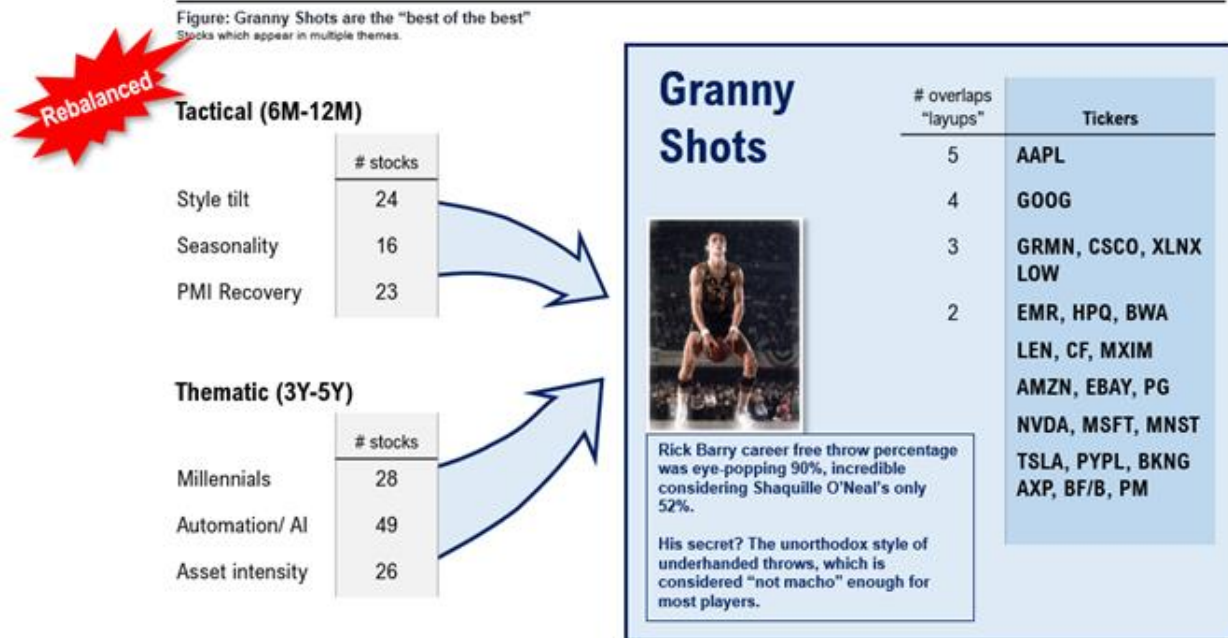 Figure: Granny Shots are the “best of the best”
Stocks which appear in multiple themes.
Rebalanced
Tactical (6M-12M)
# stocks
Style tilt 24
Seasonality 16
PMI Recovery 23
Thematic (3Y-5Y)
# stocks
Millennials 28
Automation/ AI 49
Asset intensity 26
Granny
Shots
# overlaps
“layups”
Tickers
5 AAPL
4 GOOG
3 GRMN, CSCO, XLNX
LOW
2 EMR, HPQ, BWA
LEN, CF, MXIM
AMZN, EBAY, PG
NVDA, MSFT, MNST
TSLA, PYPL, BKNG
AXP, BF/B, PM
Rick Barry career free throw percentage
was eye-popping 90%, incredible
considering Shaquille O’Neal’s only
52%.
His secret? The unorthodox style of
underhanded throws, which is
considered “not macho” enough for
most players.